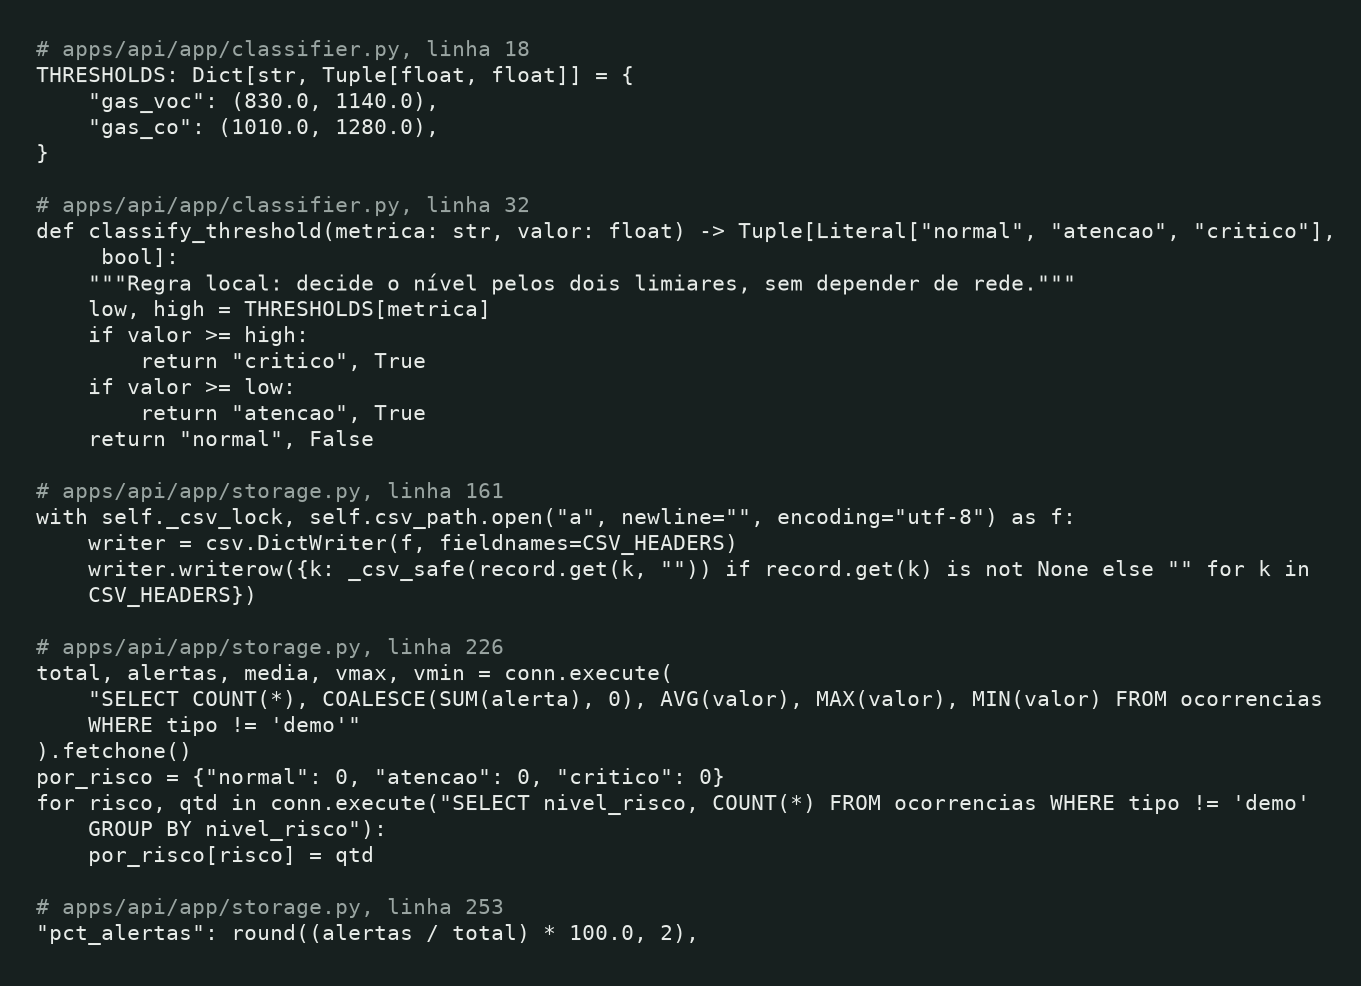 # apps/api/app/classifier.py, linha 18
THRESHOLDS: Dict[str, Tuple[float, float]] = {
    "gas_voc": (830.0, 1140.0),
    "gas_co": (1010.0, 1280.0),
}

# apps/api/app/classifier.py, linha 32
def classify_threshold(metrica: str, valor: float) -> Tuple[Literal["normal", "atencao", "critico"],
     bool]:
    """Regra local: decide o nível pelos dois limiares, sem depender de rede."""
    low, high = THRESHOLDS[metrica]
    if valor >= high:
        return "critico", True
    if valor >= low:
        return "atencao", True
    return "normal", False

# apps/api/app/storage.py, linha 161
with self._csv_lock, self.csv_path.open("a", newline="", encoding="utf-8") as f:
    writer = csv.DictWriter(f, fieldnames=CSV_HEADERS)
    writer.writerow({k: _csv_safe(record.get(k, "")) if record.get(k) is not None else "" for k in
    CSV_HEADERS})

# apps/api/app/storage.py, linha 226
total, alertas, media, vmax, vmin = conn.execute(
    "SELECT COUNT(*), COALESCE(SUM(alerta), 0), AVG(valor), MAX(valor), MIN(valor) FROM ocorrencias
    WHERE tipo != 'demo'"
).fetchone()
por_risco = {"normal": 0, "atencao": 0, "critico": 0}
for risco, qtd in conn.execute("SELECT nivel_risco, COUNT(*) FROM ocorrencias WHERE tipo != 'demo'
    GROUP BY nivel_risco"):
    por_risco[risco] = qtd

# apps/api/app/storage.py, linha 253
"pct_alertas": round((alertas / total) * 100.0, 2),